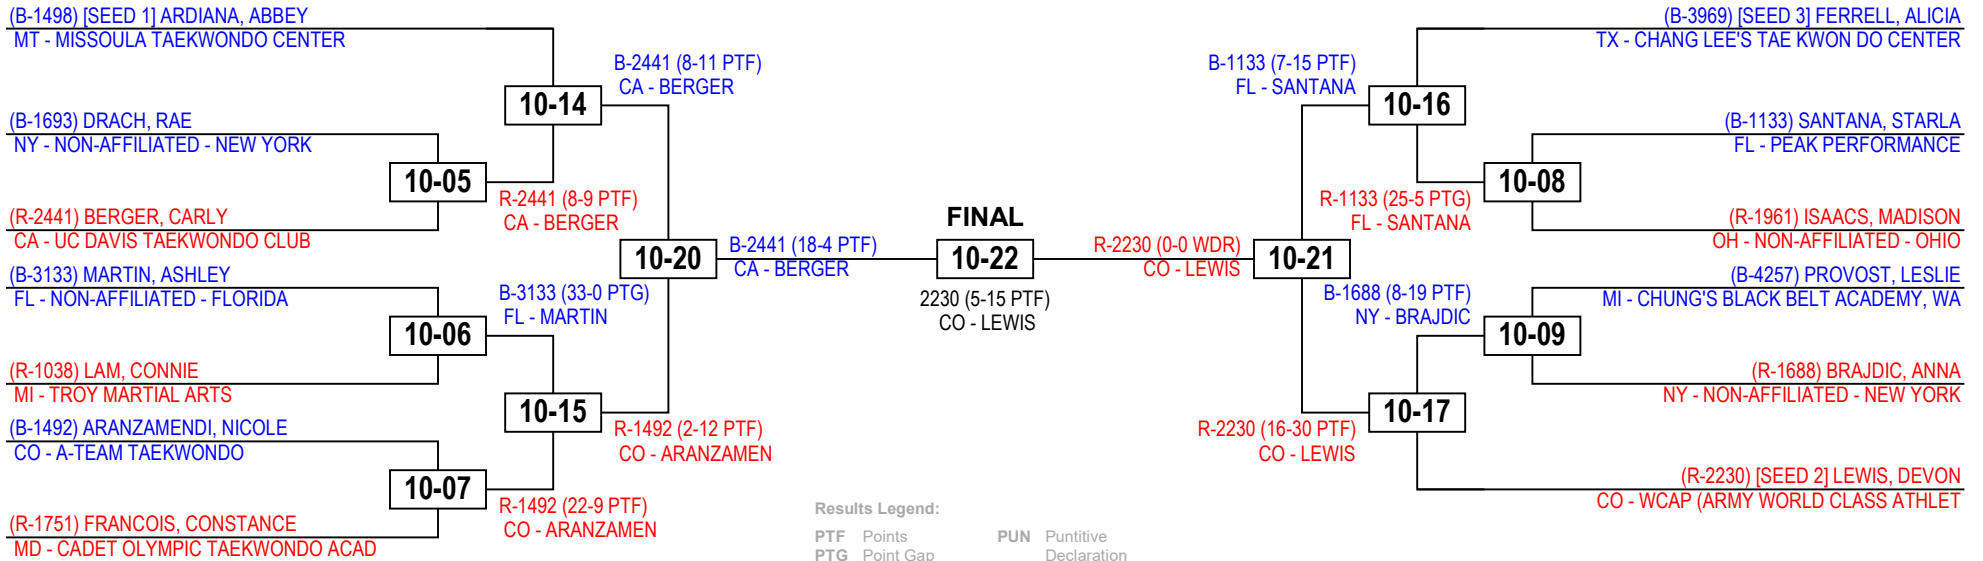 (B-1498) [SEED 1] ARDIANA, ABBEY
MT - MISSOULA TAEKWONDO CENTER
(B-1693) DRACH, RAE
NY - NON-AFFILIATED - NEW YORK
(R-2441) BERGER, CARLY
CA - UC DAVIS TAEKWONDO CLUB
(B-3133) MARTIN, ASHLEY
FL - NON-AFFILIATED - FLORIDA
(R-1038) LAM, CONNIE
MI - TROY MARTIAL ARTS
(B-1492) ARANZAMENDI, NICOLE
CO - A-TEAM TAEKWONDO
(R-1751) FRANCOIS, CONSTANCE
MD - CADET OLYMPIC TAEKWONDO ACAD
10-05
10-06
10-07
R-2441 (8-9 PTF)
CA - BERGER
B-3133 (33-0 PTG)
FL - MARTIN
R-1492 (22-9 PTF)
CO - ARANZAMEN
10-14
10-15
B-2441 (8-11 PTF)
CA - BERGER
R-1492 (2-12 PTF)
CO - ARANZAMEN
10-20
B-2441 (18-4 PTF)
CA - BERGER
FINAL
10-22
2230 (5-15 PTF)
CO - LEWIS
R-2230 (0-0 WDR)
CO - LEWIS
10-21
B-1133 (7-15 PTF)
FL - SANTANA
R-2230 (16-30 PTF)
CO - LEWIS
10-16
10-17
R-1133 (25-5 PTG)
FL - SANTANA
B-1688 (8-19 PTF)
NY - BRAJDIC
10-08
10-09
(B-3969) [SEED 3] FERRELL, ALICIA
TX - CHANG LEE'S TAE KWON DO CENTER
(B-1133) SANTANA, STARLA
FL - PEAK PERFORMANCE
(R-1961) ISAACS, MADISON
OH - NON-AFFILIATED - OHIO
(B-4257) PROVOST, LESLIE
MI - CHUNG'S BLACK BELT ACADEMY, WA
(R-1688) BRAJDIC, ANNA
NY - NON-AFFILIATED - NEW YORK
(R-2230) [SEED 2] LEWIS, DEVON
CO - WCAP (ARMY WORLD CLASS ATHLET
Results Legend:
PTF Points PUN Puntitive
PTG Point Gap Declaration